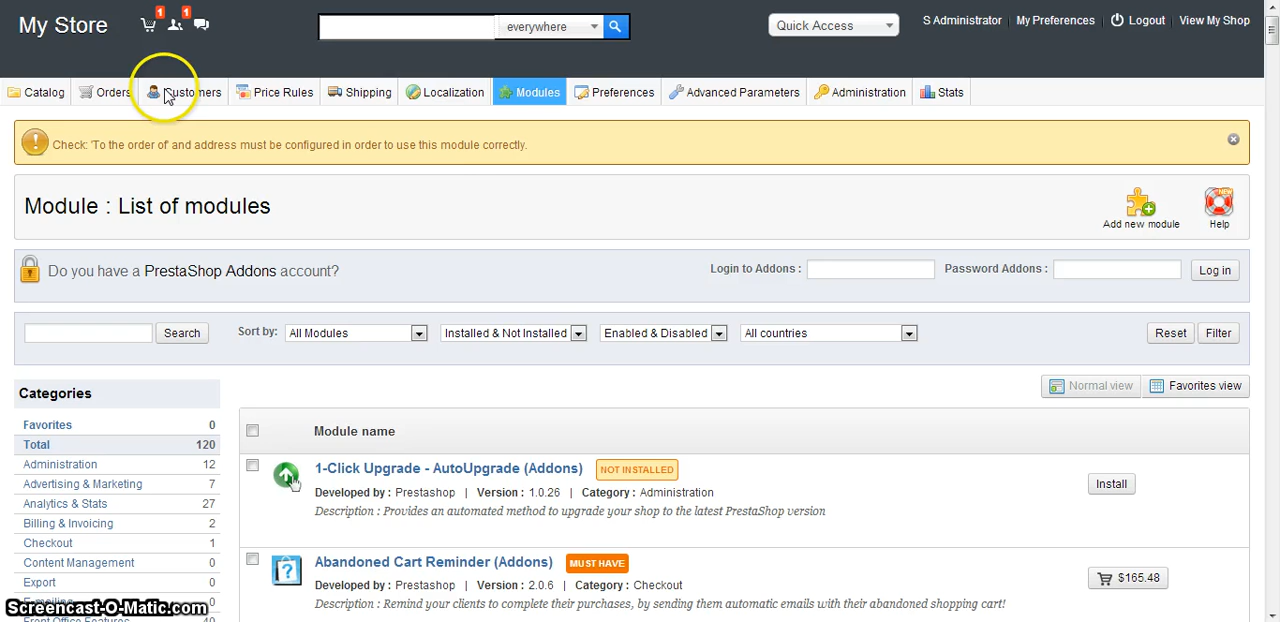 My Store 1 1 everywhere Quick Access S Administrator My Preferences Logout View My Shop
Catalog Orders Customers Price Rules Shipping Localization Modules Preferences Advanced Parameters Administration Stats
Check: 'To the order of' and address must be configured in order to use this module correctly.
Module : List of modules
Add new module
NEW
Help
Do you have a PrestaShop Addons account? Login to Addons : Password Addons : Log in
Search Sort by: All Modules Installed & Not Installed Enabled & Disabled All countries Reset Filter
Normal view Favorites view
Categories
Favorites 0
Total 120
Administration 12
Advertising & Marketing 7
Analytics & Stats 27
Billing & Invoicing 2
Checkout 1
Content Management 0
Export 0
Front Office Features 40
Module name
1-Click Upgrade - AutoUpgrade (Addons) NOT INSTALLED
Developed by : Prestashop | Version : 1.0.26 | Category : Administration
Description : Provides an automated method to upgrade your shop to the latest PrestaShop version
Install
Abandoned Cart Reminder (Addons) MUST HAVE
Developed by : Prestashop | Version : 2.0.6 | Category : Checkout
Description : Remind your clients to complete their purchases, by sending them automatic emails with their abandoned shopping cart!
$165.48
Screencast-O-Matic.com